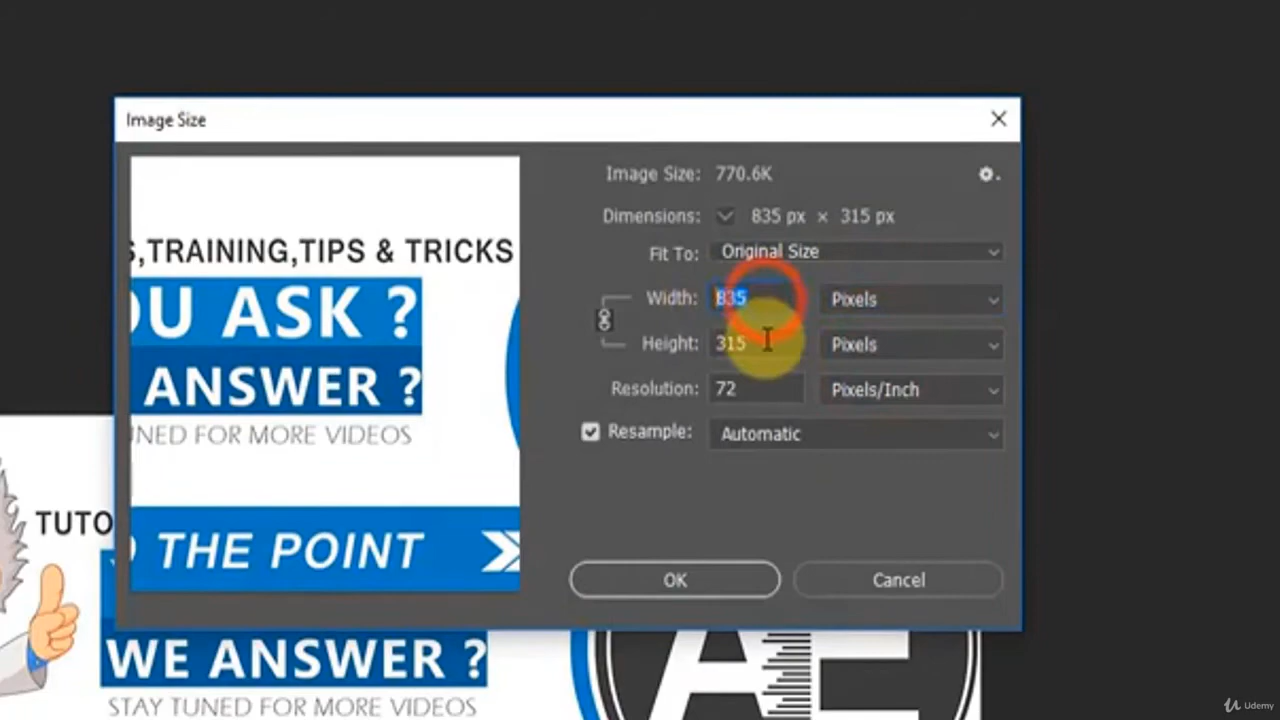 Image Size
Image Size: 770.6K
Dimensions: 835 px × 315 px
Fit To: Original Size
Width: 835 Pixels
Height: 315 Pixels
Resolution: 72 Pixels/Inch
Resample: Automatic
OK Cancel
S,TRAINING,TIPS & TRICKS
OU ASK ?
ANSWER ?
UNED FOR MORE VIDEOS
O THE POINT
TUTO
WE ANSWER ?
STAY TUNED FOR MORE VIDEOS
AE
Udemy